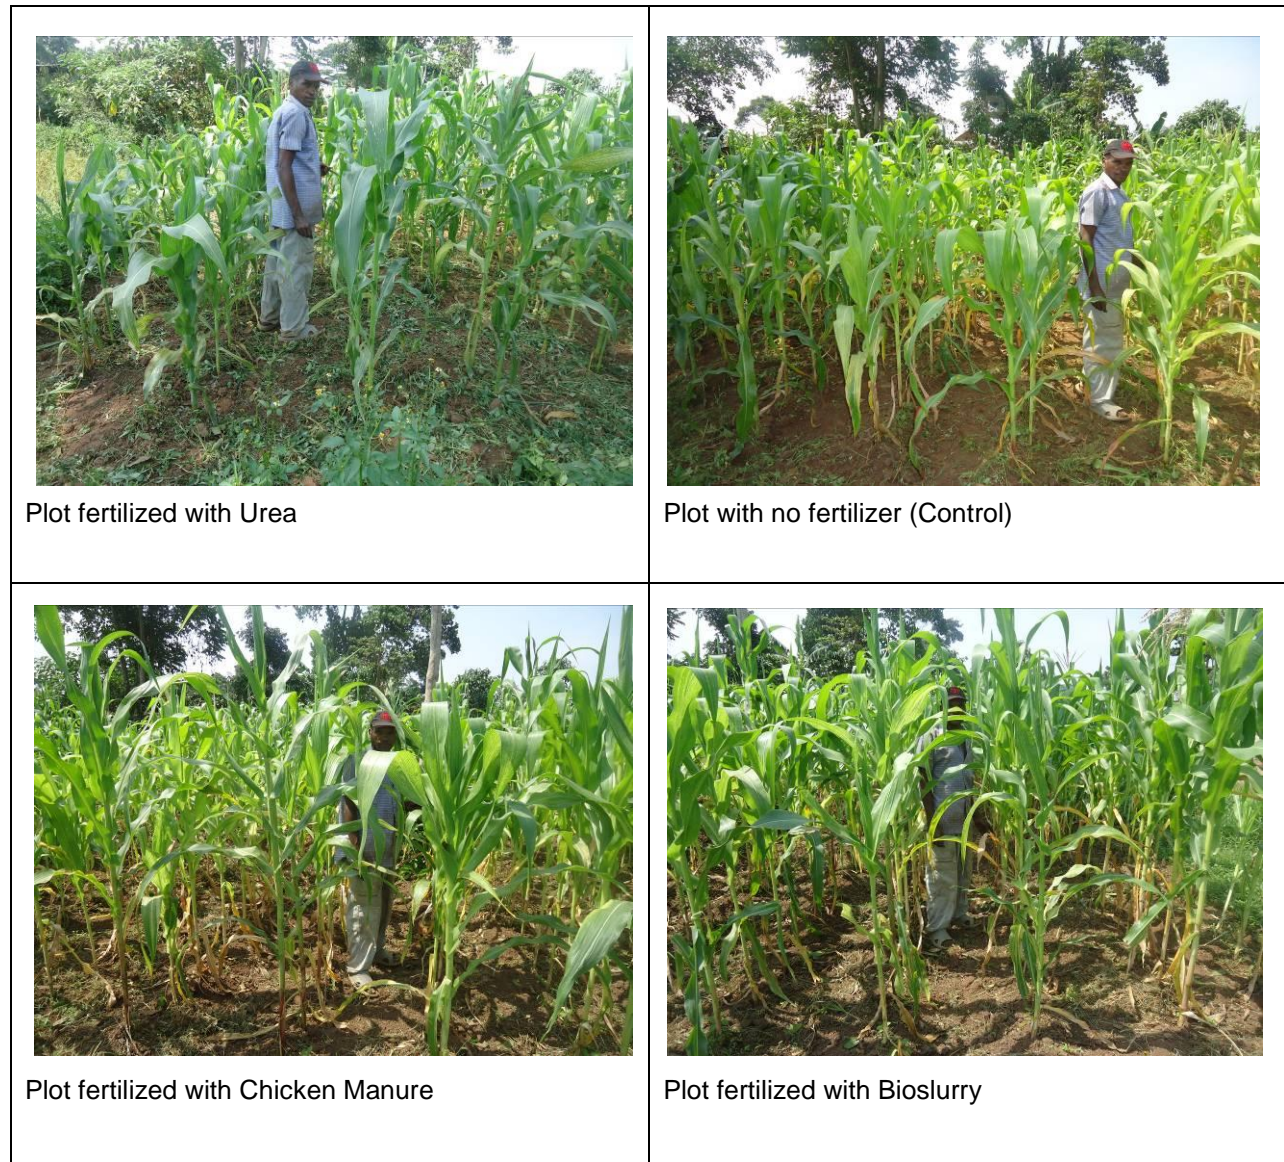 Plot fertilized with Urea
Plot with no fertilizer (Control)
Plot fertilized with Chicken Manure
Plot fertilized with Bioslurry